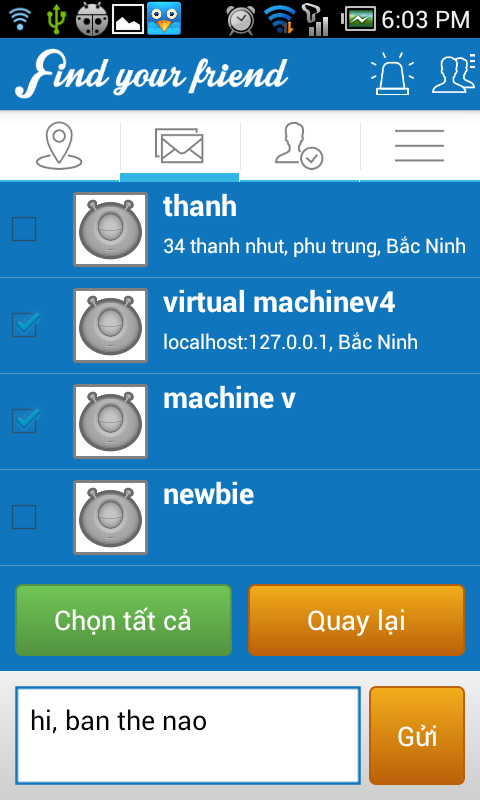 6:03 PM
Find your friend
thanh
34 thanh nhut, phu trung, Bắc Ninh
virtual machinev4
localhost:127.0.0.1, Bắc Ninh
machine v
newbie
Chọn tất cả
Quay lại
hi, ban the nao
Gửi